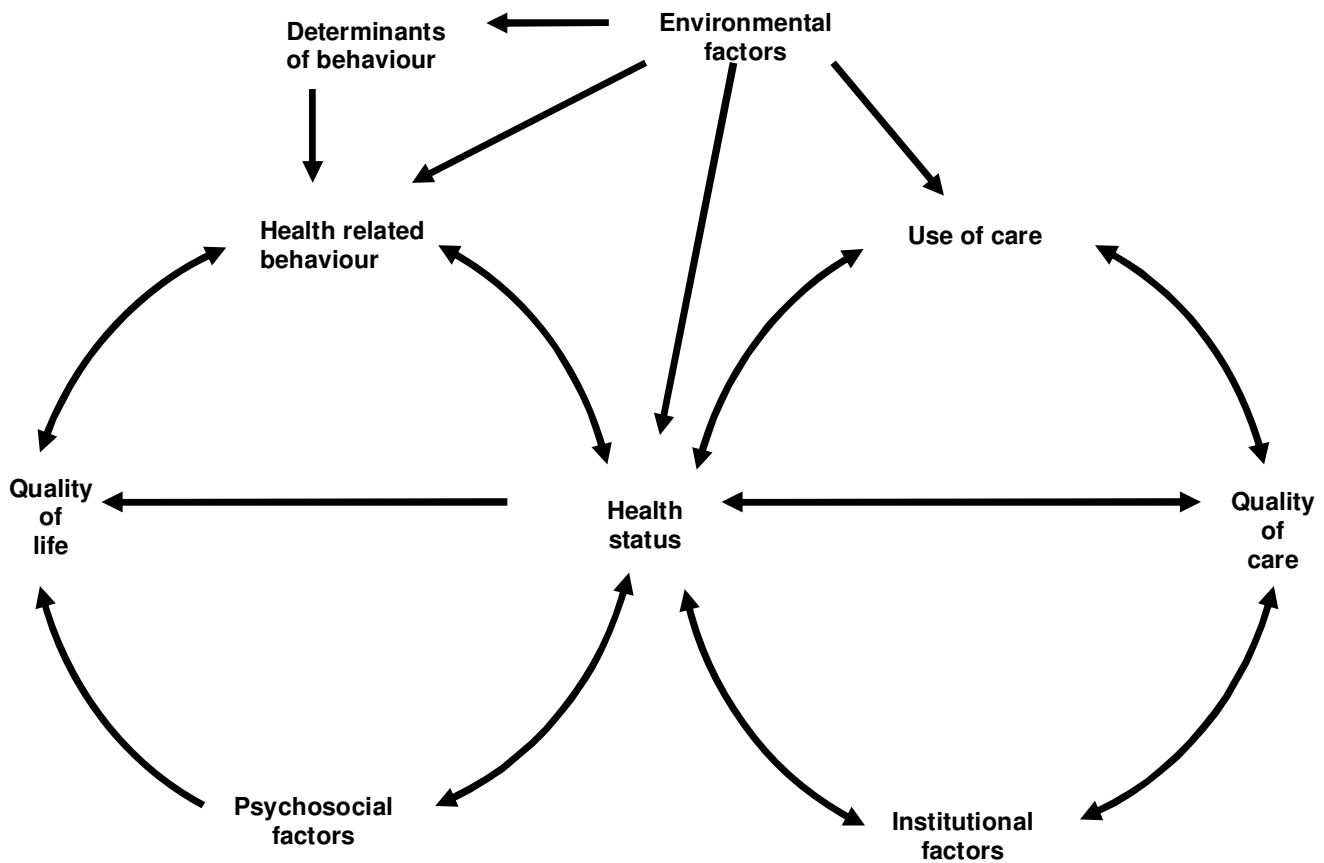 Determinants
of behaviour
Environmental
factors
Health related
behaviour
Use of care
Quality
of
life
Health
status
Quality
of
care
Psychosocial
factors
Institutional
factors